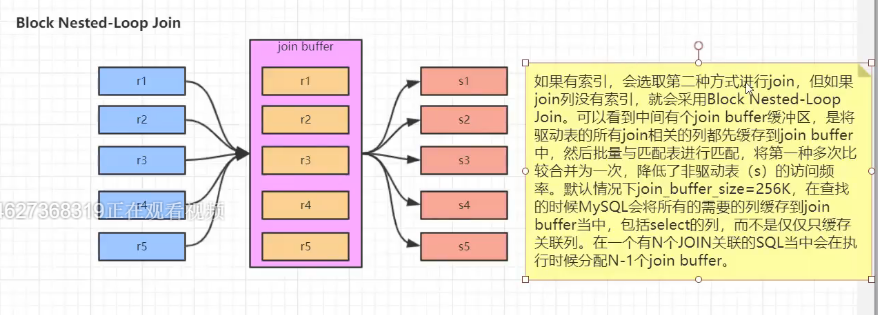 Block Nested-Loop Join
join buffer
r1 r1 s1
r2 r2 s2
r3 r3 s3
r4 r4 s4
r5 r5 s5
4627368319正在观看视频
如果有索引，会选取第二种方式进行join，但如果
join列没有索引，就会采用Block Nested-Loop
Join。可以看到中间有个join buffer缓冲区，是将
驱动表的所有join相关的列都先缓存到join buffer
中，然后批量与匹配表进行匹配，将第一种多次比
较合并为一次，降低了非驱动表（s）的访问频
率。默认情况下join_buffer_size=256K，在查找
的时候MySQL会将所有的需要的列缓存到join
buffer当中，包括select的列，而不是仅仅只缓存
关联列。在一个有N个JOIN关联的SQL当中会在执
行时候分配N-1个join buffer。